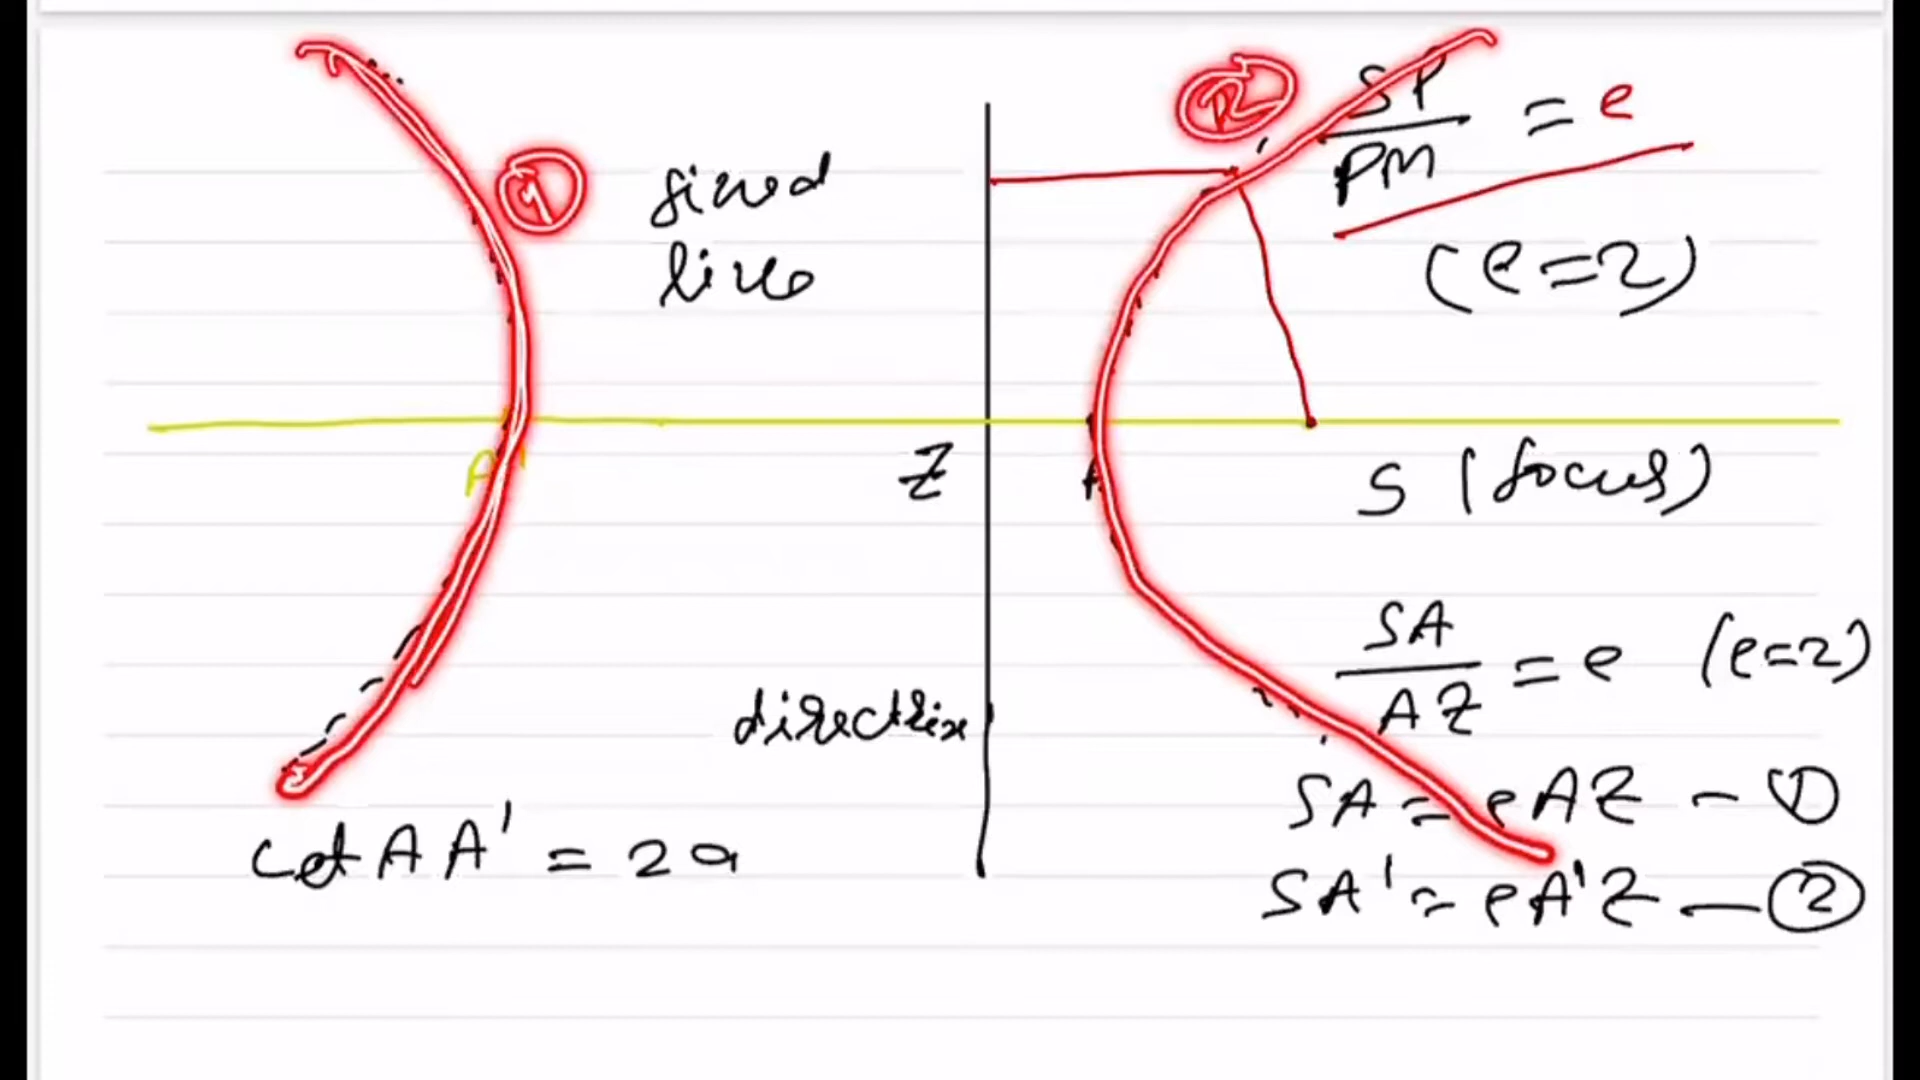 1
fixed
line
2
SP/PM = e
(e=2)
A'
Z
A
S (focus)
SA/AZ = e (e=2)
directrix
SA = eAZ - 1
Let AA' = 2a
SA' = eA'Z - 2